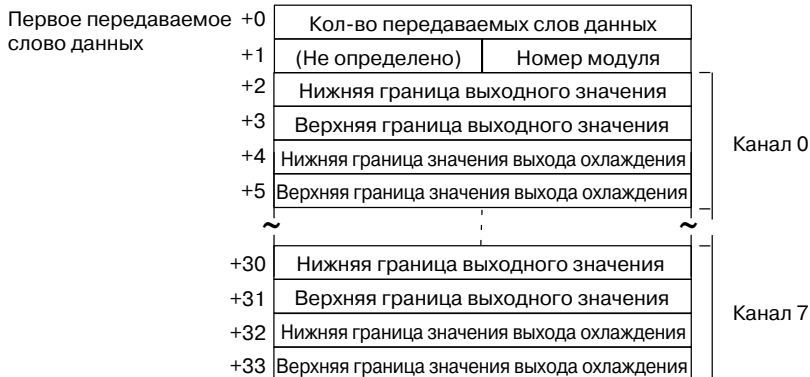 Первое передаваемое
слово данных
+0 Кол-во передаваемых слов данных
+1 (Не определено) Номер модуля
+2 Нижняя граница выходного значения
+3 Верхняя граница выходного значения
+4 Нижняя граница значения выхода охлаждения
+5 Верхняя граница значения выхода охлаждения
Канал 0
~ ~
+30 Нижняя граница выходного значения
+31 Верхняя граница выходного значения
+32 Нижняя граница значения выхода охлаждения
+33 Верхняя граница значения выхода охлаждения
Канал 7